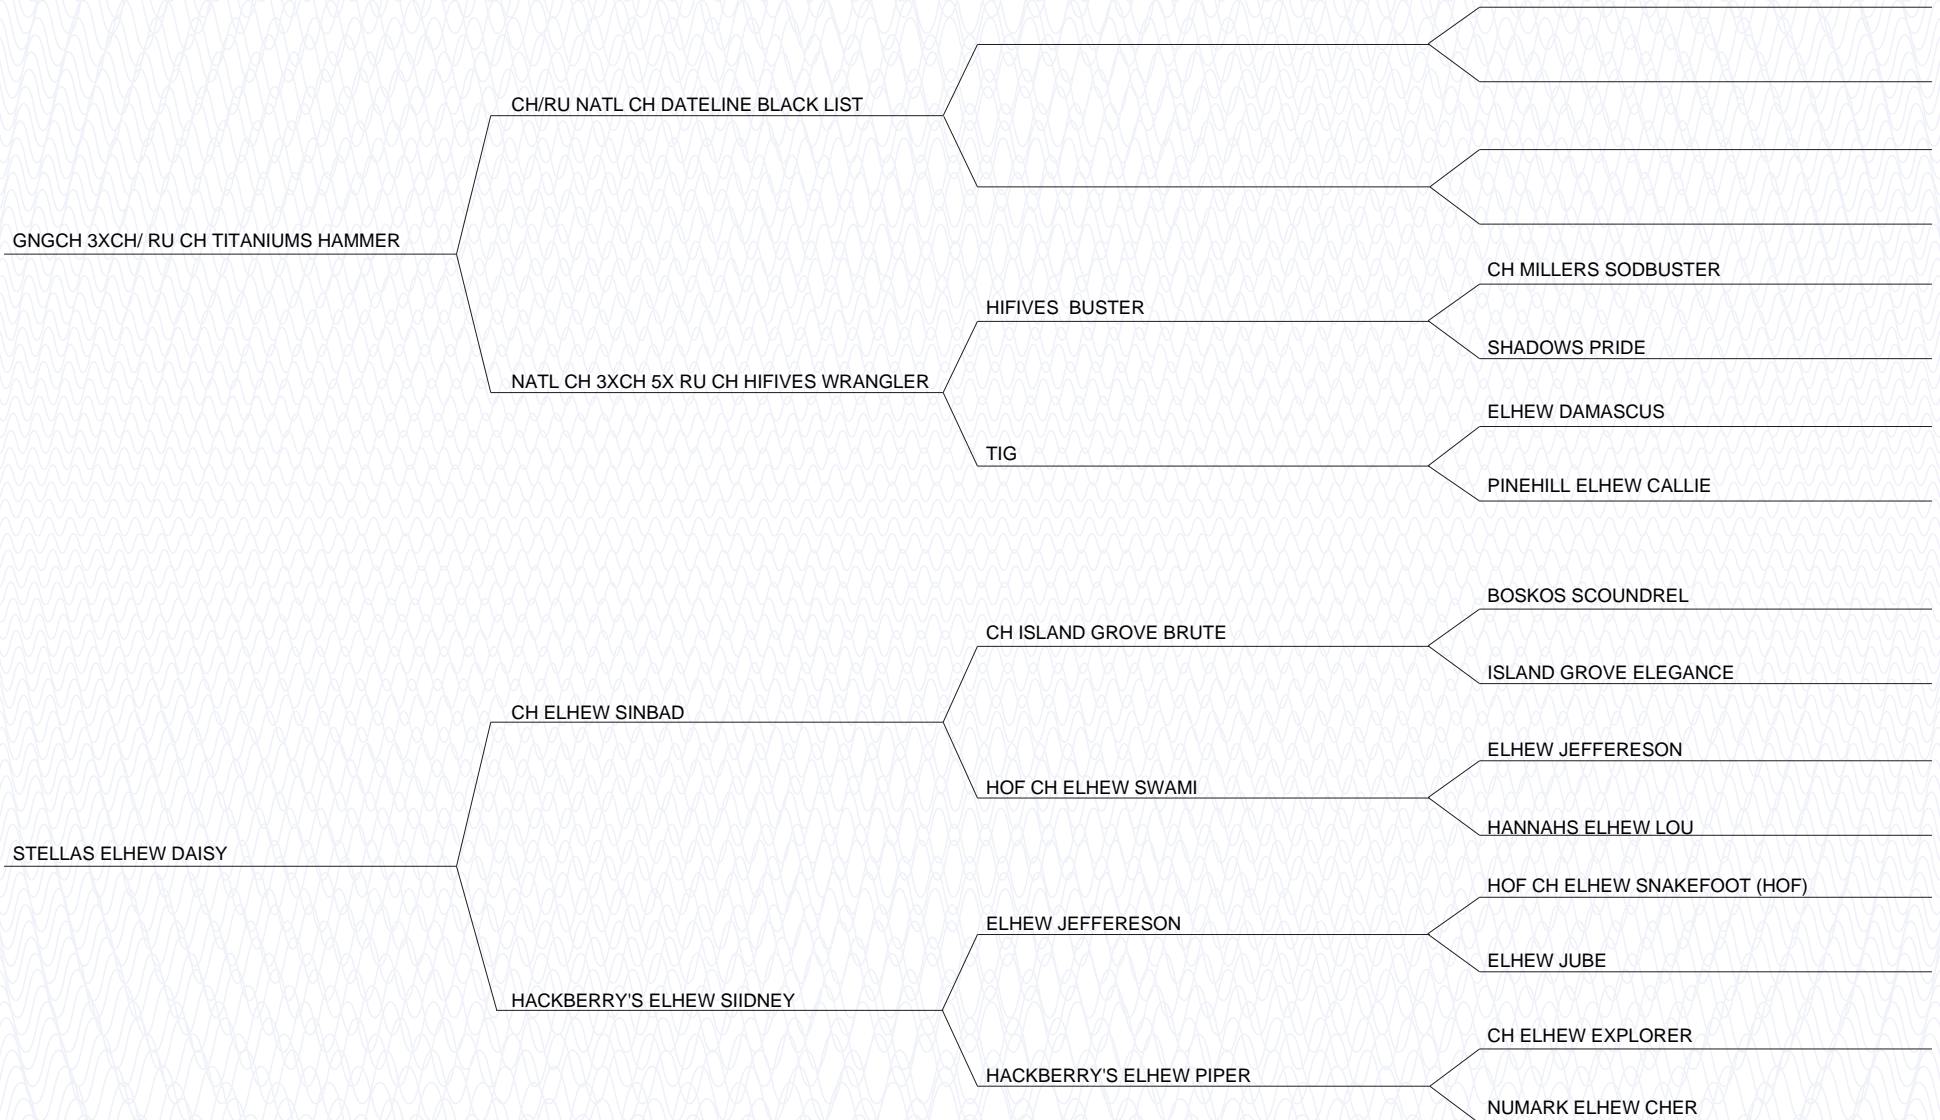 CH/RU NATL CH DATELINE BLACK LIST
GNGCH 3XCH/ RU CH TITANIUMS HAMMER
CH MILLERS SODBUSTER
HIFIVES  BUSTER
SHADOWS PRIDE
NATL CH 3XCH 5X RU CH HIFIVES WRANGLER
ELHEW DAMASCUS
TIG
PINEHILL ELHEW CALLIE
BOSKOS SCOUNDREL
CH ISLAND GROVE BRUTE
ISLAND GROVE ELEGANCE
CH ELHEW SINBAD
ELHEW JEFFERESON
HOF CH ELHEW SWAMI
HANNAHS ELHEW LOU
STELLAS ELHEW DAISY
HOF CH ELHEW SNAKEFOOT (HOF)
ELHEW JEFFERESON
ELHEW JUBE
HACKBERRY'S ELHEW SIIDNEY
CH ELHEW EXPLORER
HACKBERRY'S ELHEW PIPER
NUMARK ELHEW CHER